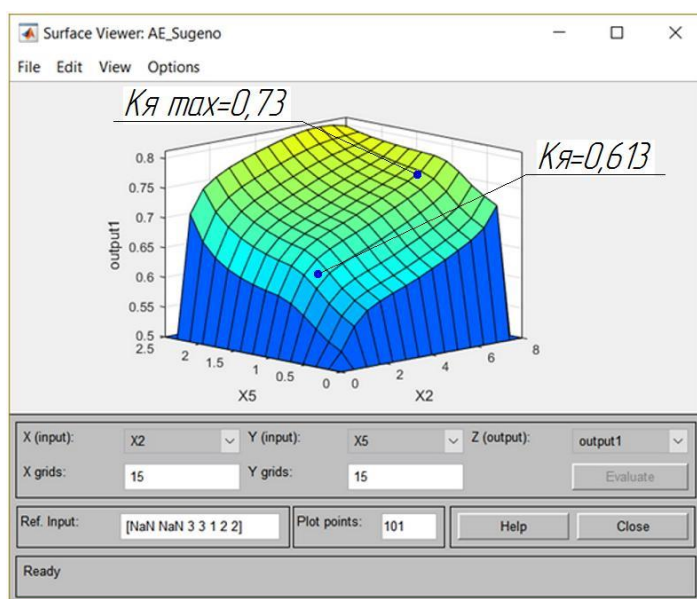 Surface Viewer: AE_Sugeno
File Edit View Options
Кя max=0,73
Кя=0,613
0.8
0.75
0.7
0.65
0.6
0.55
0.5
output1
2.5
2
1.5
1
0.5
0
X5
0
2
4
6
8
X2
X (input): X2 Y (input): X5 Z (output): output1
X grids: 15 Y grids: 15 Evaluate
Ref. Input: [NaN NaN 3 3 1 2 2] Plot points: 101 Help Close
Ready